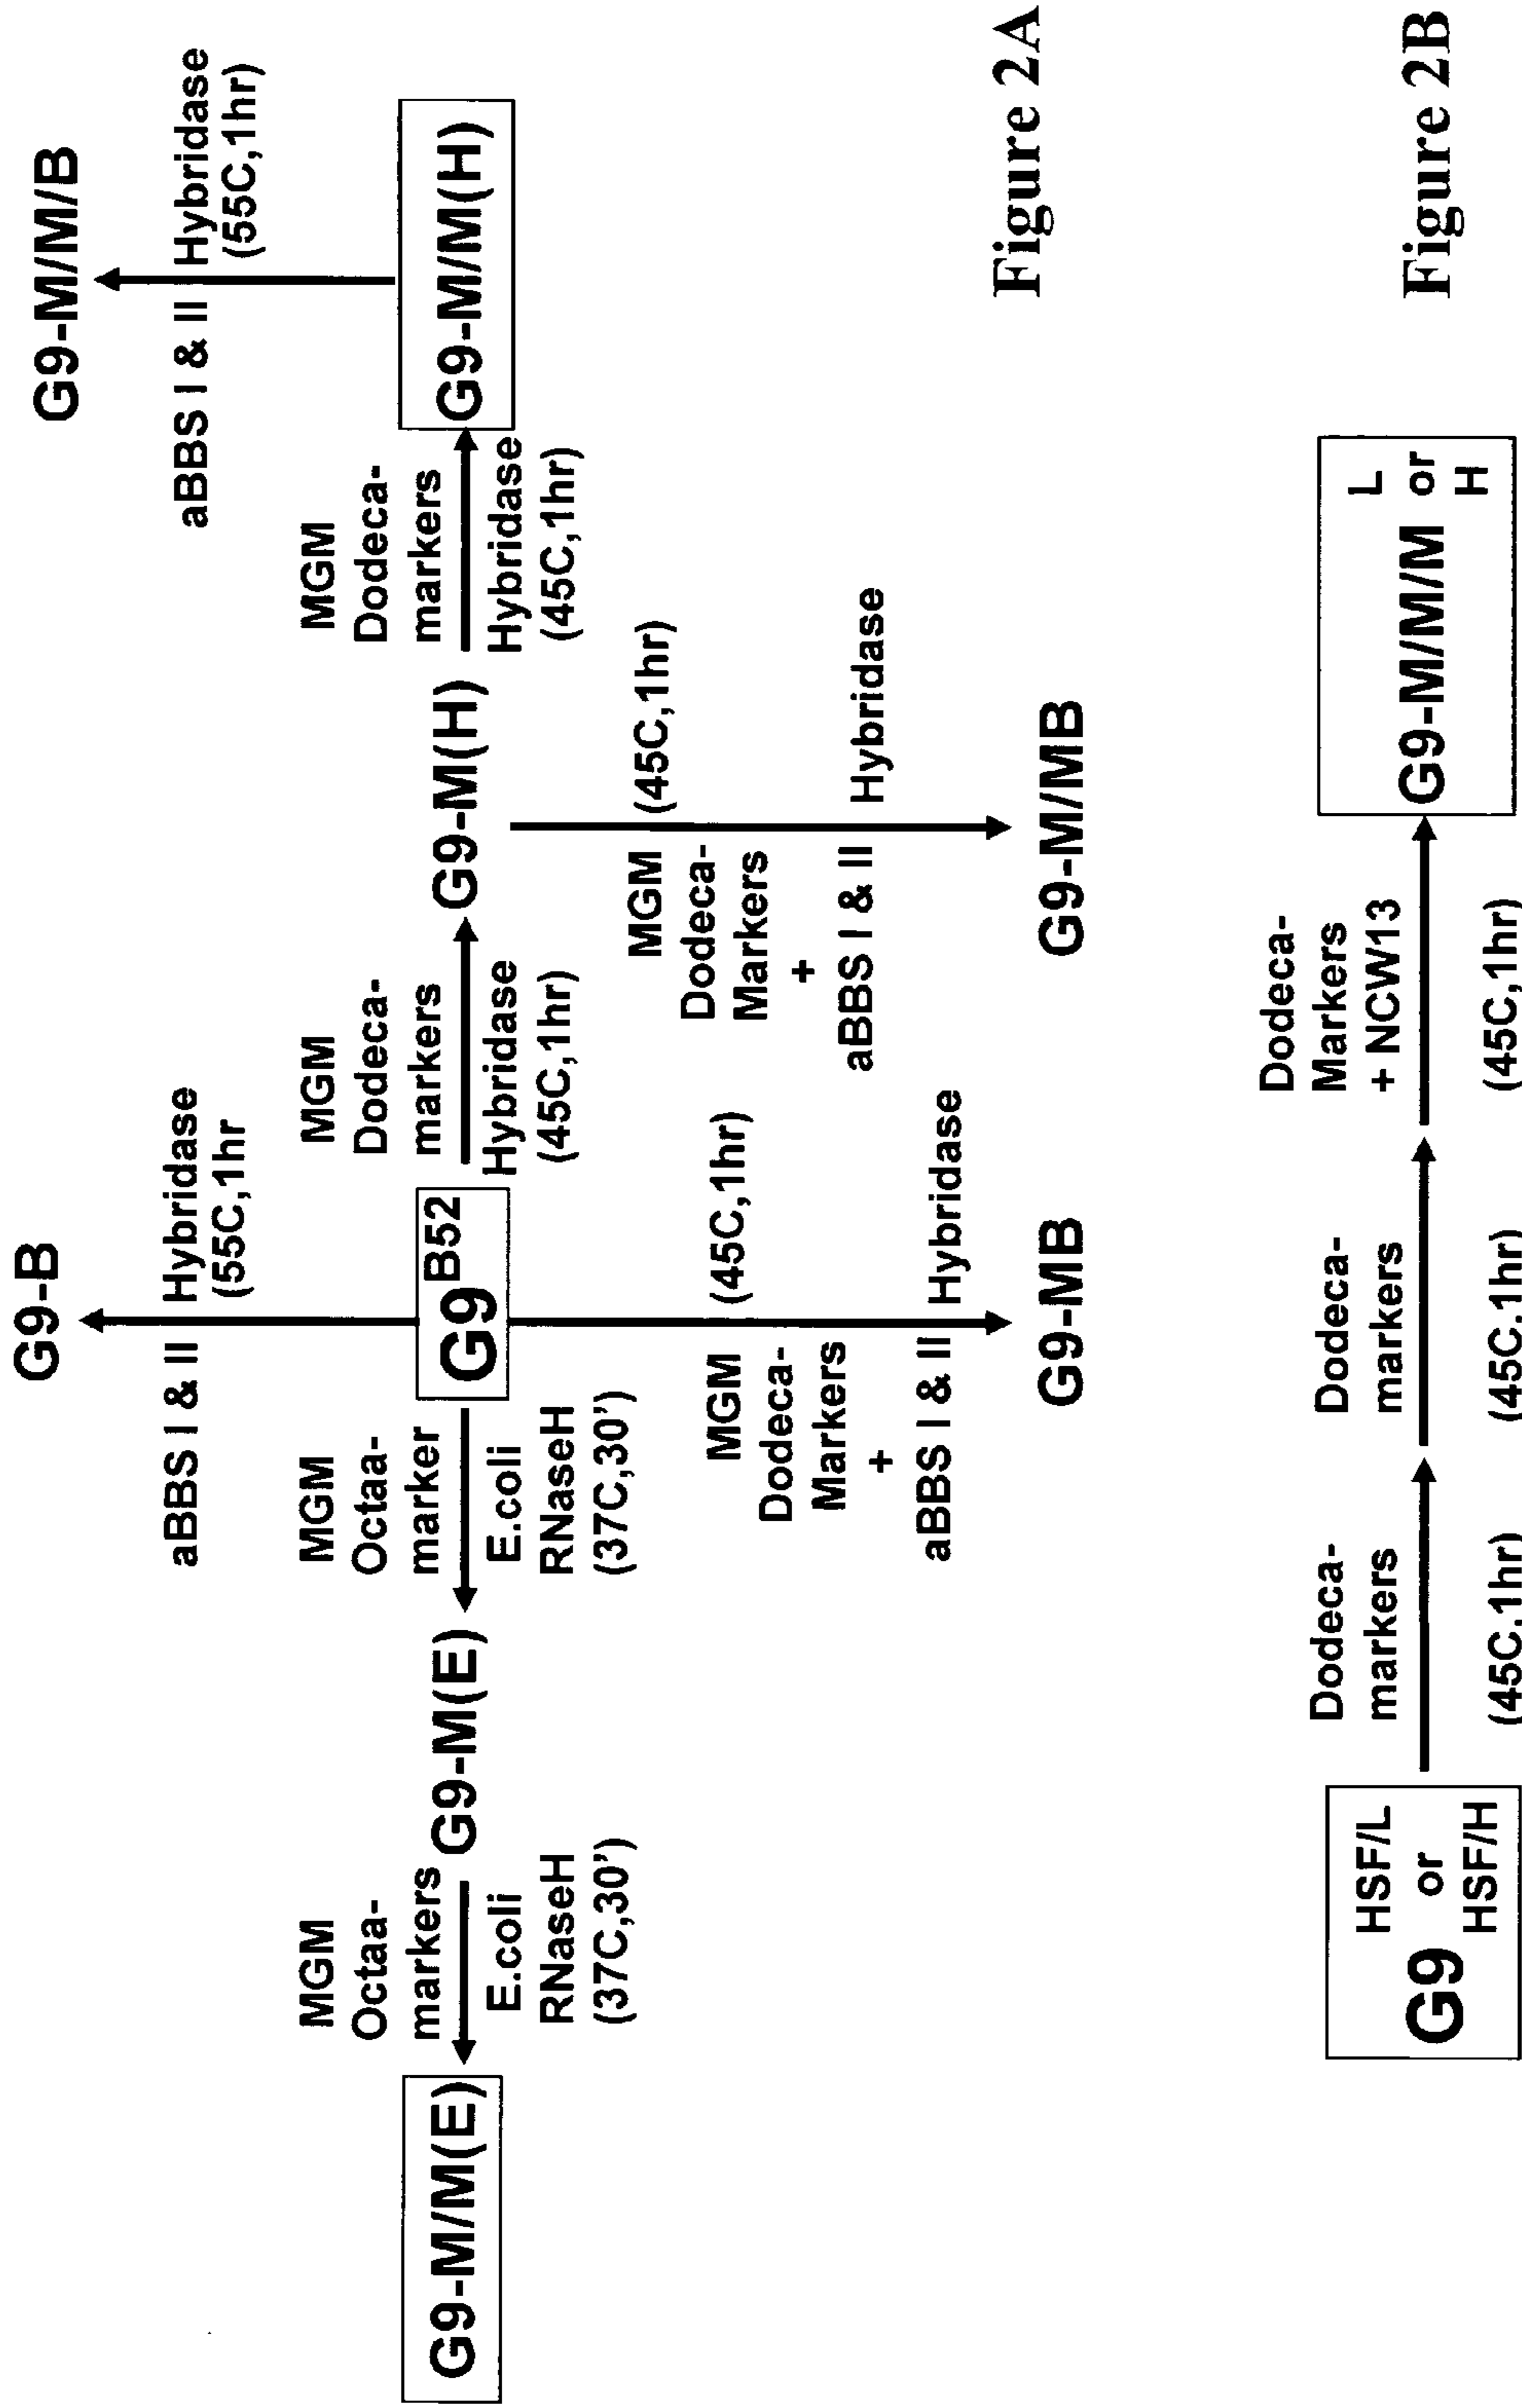 G9-B
aBBS I & II
Hybridase
(55C,1hr
G9-M/M/B
aBBS I & II
Hybridase
(55C,1hr)
G9-M/M(E)
MGM
Octaa-
markers
E.coli
RNaseH
(37C,30')
G9-M(E)
MGM
Octaa-
marker
E.coli
RNaseH
(37C,30')
G9 B52
MGM
Dodeca-
markers
Hybridase
(45C,1hr)
G9-M(H)
MGM
Dodeca-
markers
Hybridase
(45C,1hr)
G9-M/M(H)
MGM
Dodeca-
Markers
+
aBBS I & II
(45C,1hr)
Hybridase
G9-MB
MGM
Dodeca-
Markers
+
aBBS I & II
(45C,1hr)
Hybridase
G9-M/MB
Figure 2A
G9
HSF/L
or
HSF/H
Dodeca-
markers
(45C,1hr)
Dodeca-
markers
(45C,1hr)
Dodeca-
Markers
+ NCW13
(45C,1hr)
G9-M/M/M
L
or
H
Figure 2B